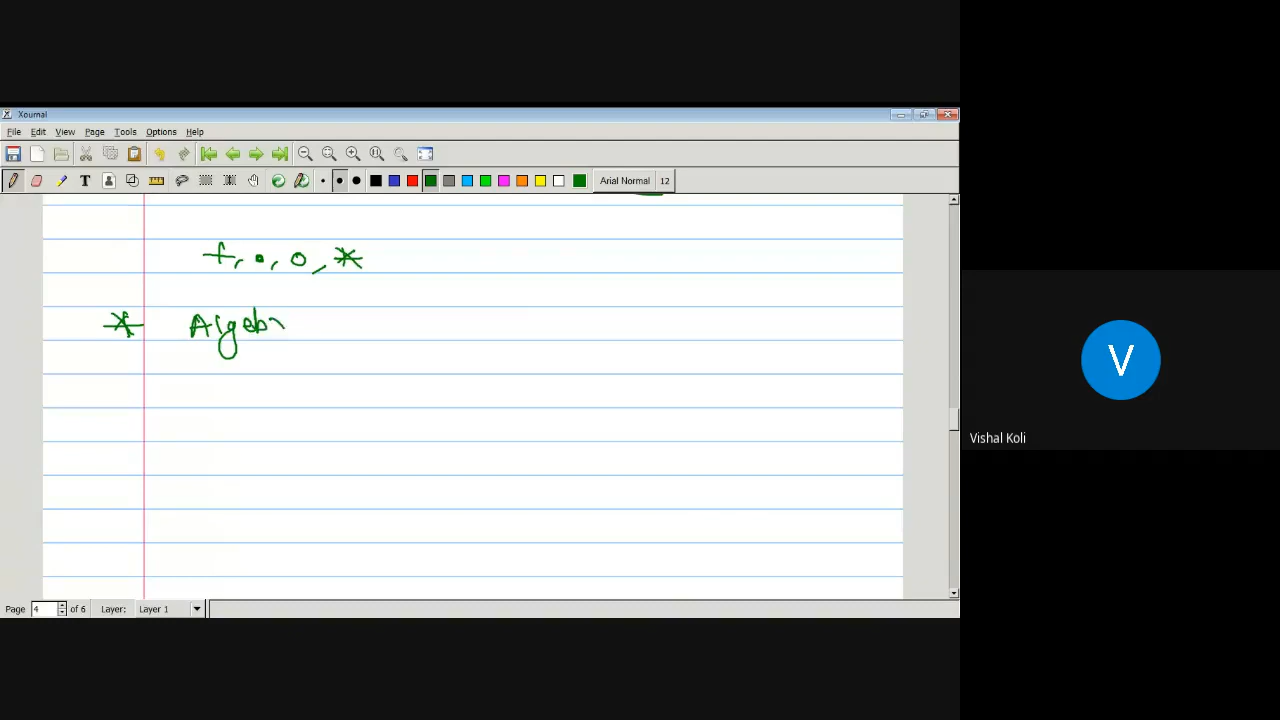 Xournal
File Edit View Page Tools Options Help
T Arial Normal 12
+, •, o, *
* Algebr
V
Vishal Koli
Page 4 of 6 Layer: Layer 1